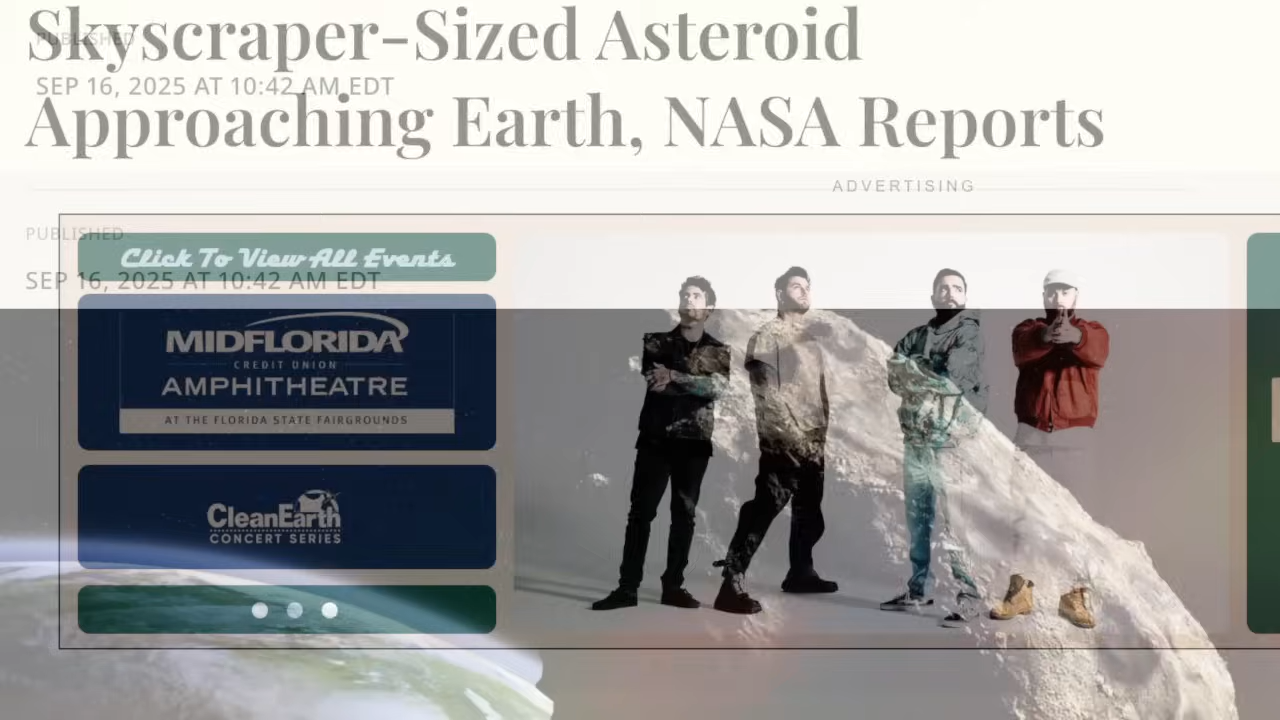 Skyscraper-Sized Asteroid
PUBLISHED
SEP 16, 2025 AT 10:42 AM EDT
Approaching Earth, NASA Reports
ADVERTISING
PUBLISHED
Click To View All Events
SEP 16, 2025 AT 10:42 AM EDT
MIDFLORIDA
CREDIT UNION
AMPHITHEATRE
AT THE FLORIDA STATE FAIRGROUNDS
CleanEarth
CONCERT SERIES